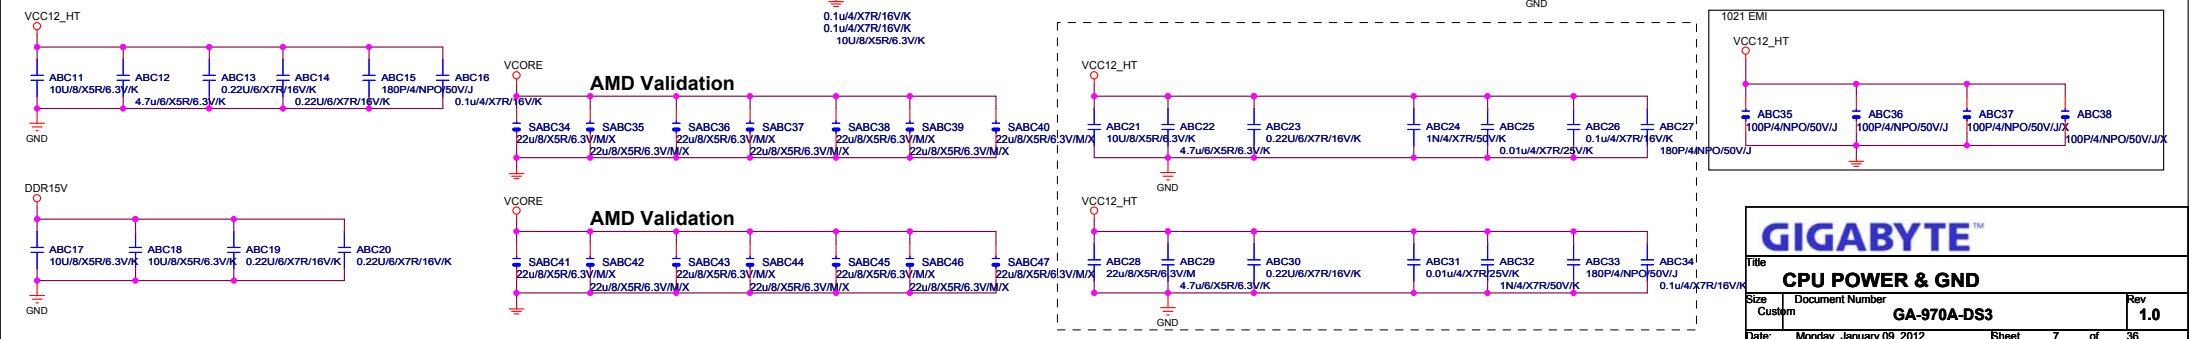 GND
0.1u/4/X7R/16V/K
0.1u/4/X7R/16V/K
10U/8/X5R/6.3V/K
VCC12_HT
ABC11
10U/8/X5R/6.3V/K
ABC12
4.7u/6/X5R/6.3V/K
ABC13
0.22U/6/X7R/16V/K
ABC14
0.22U/6/X7R/16V/K
ABC15
180P/4/NPO/50V/J
ABC16
0.1u/4/X7R/16V/K
GND
VCORE
AMD Validation
SABC34
22u/8/X5R/6.3V/M/X
SABC35
22u/8/X5R/6.3V/M/X
SABC36
22u/8/X5R/6.3V/M/X
SABC37
22u/8/X5R/6.3V/M/X
SABC38
22u/8/X5R/6.3V/M/X
SABC39
22u/8/X5R/6.3V/M/X
SABC40
22u/8/X5R/6.3V/M/X
VCC12_HT
ABC21
10U/8/X5R/6.3V/K
ABC22
4.7u/6/X5R/6.3V/K
ABC23
0.22U/6/X7R/16V/K
ABC24
1N/4/X7R/50V/K
ABC25
0.01u/4/X7R/25V/K
ABC26
0.1u/4/X7R/16V/K
ABC27
180P/4/NPO/50V/J
GND
1021 EMI
VCC12_HT
ABC35
100P/4/NPO/50V/J
ABC36
100P/4/NPO/50V/J
ABC37
100P/4/NPO/50V/J/X
ABC38
100P/4/NPO/50V/J/X
DDR15V
ABC17
10U/8/X5R/6.3V/K
ABC18
10U/8/X5R/6.3V/K
ABC19
0.22U/6/X7R/16V/K
ABC20
0.22U/6/X7R/16V/K
GND
VCORE
AMD Validation
SABC41
22u/8/X5R/6.3V/M/X
SABC42
22u/8/X5R/6.3V/M/X
SABC43
22u/8/X5R/6.3V/M/X
SABC44
22u/8/X5R/6.3V/M/X
SABC45
22u/8/X5R/6.3V/M/X
SABC46
22u/8/X5R/6.3V/M/X
SABC47
22u/8/X5R/6.3V/M/X
VCC12_HT
ABC28
22u/8/X5R/6.3V/M
ABC29
4.7u/6/X5R/6.3V/K
ABC30
0.22U/6/X7R/16V/K
ABC31
0.01u/4/X7R/25V/K
ABC32
1N/4/X7R/50V/K
ABC33
180P/4/NPO/50V/J
ABC34
0.1u/4/X7R/16V/K
GND
GIGABYTE™
Title
CPU POWER & GND
Size Document Number Rev
Custom GA-970A-DS3 1.0
Date: Monday, January 09, 2012 Sheet 7 of 36